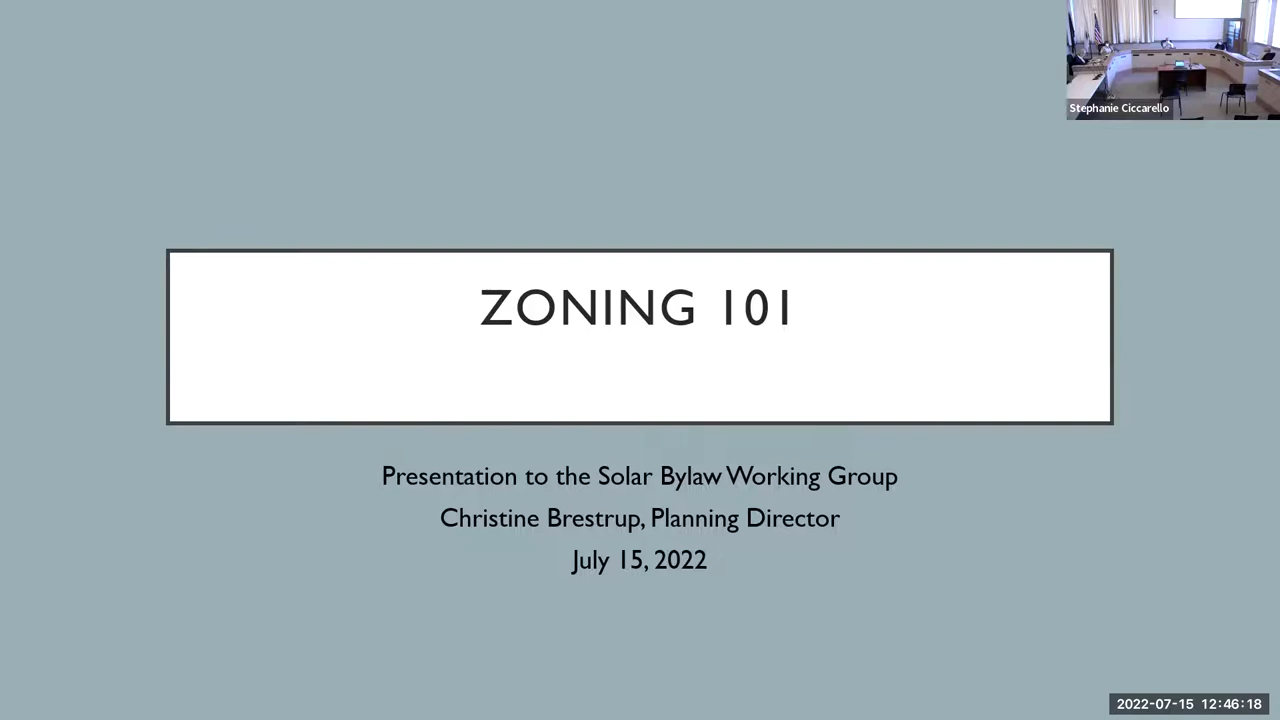 Stephanie Ciccarello
ZONING 101
Presentation to the Solar Bylaw Working Group
Christine Brestrup, Planning Director
July 15, 2022
2022-07-15 12:46:18